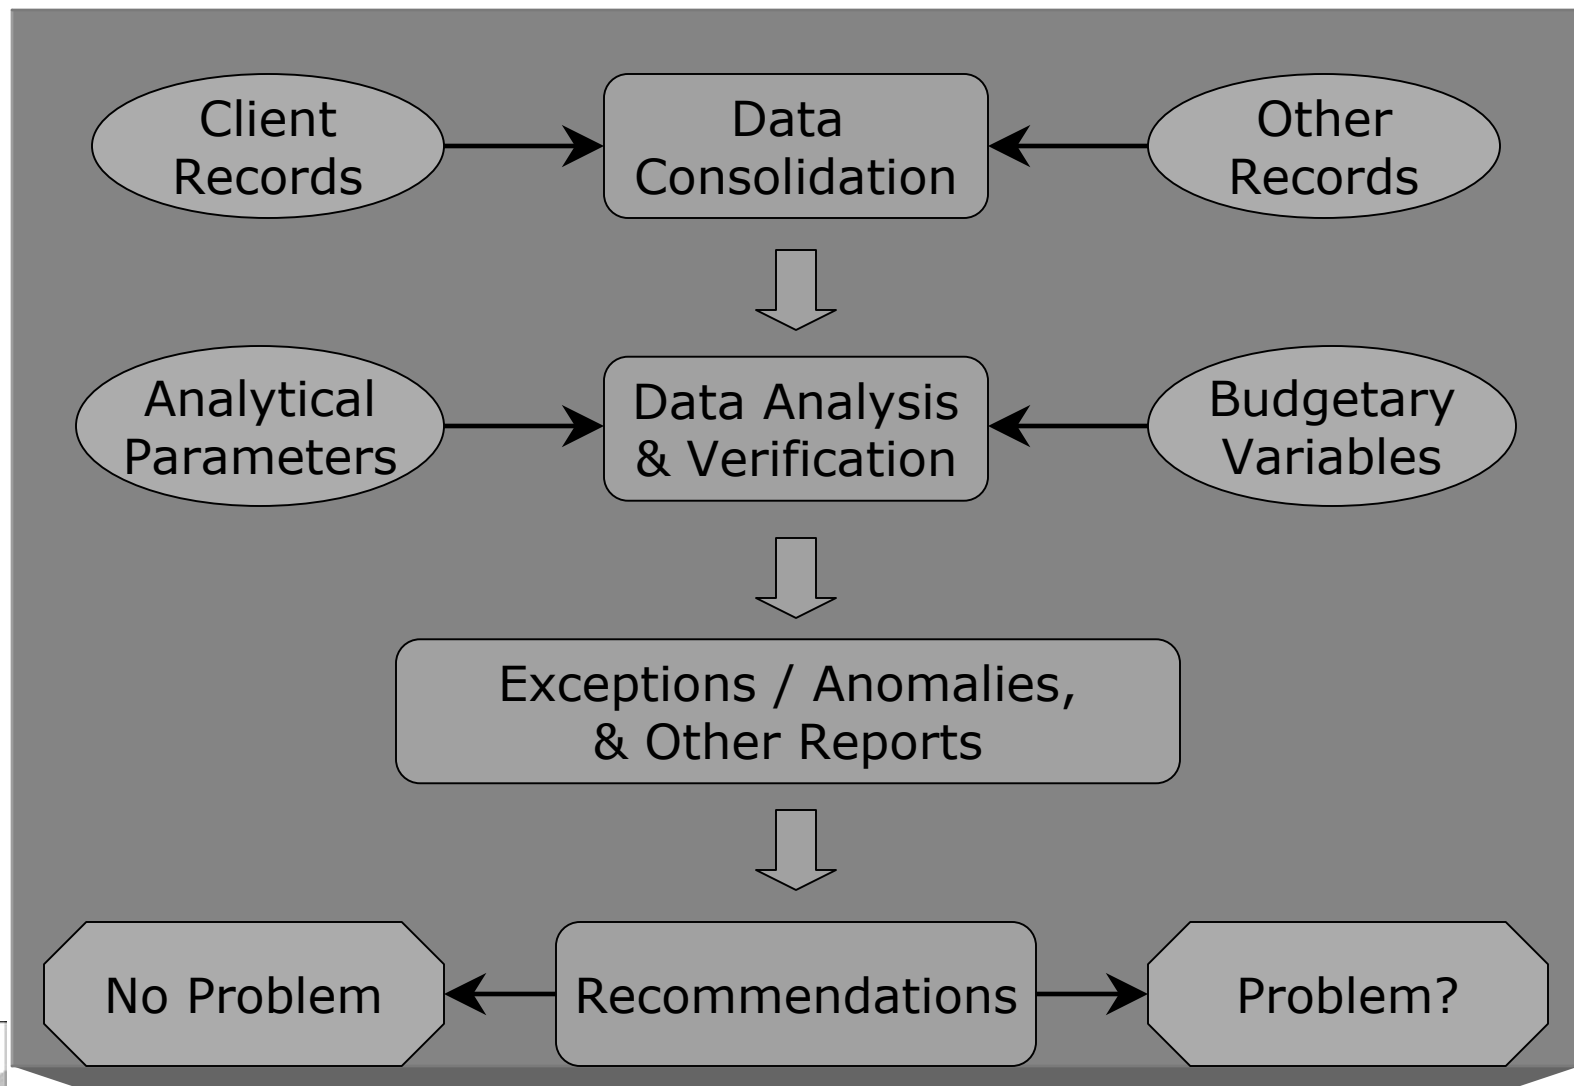 Client
Records
Data
Consolidation
Other
Records
Analytical
Parameters
Data Analysis
& Verification
Budgetary
Variables
Exceptions / Anomalies,
& Other Reports
No Problem
Recommendations
Problem?